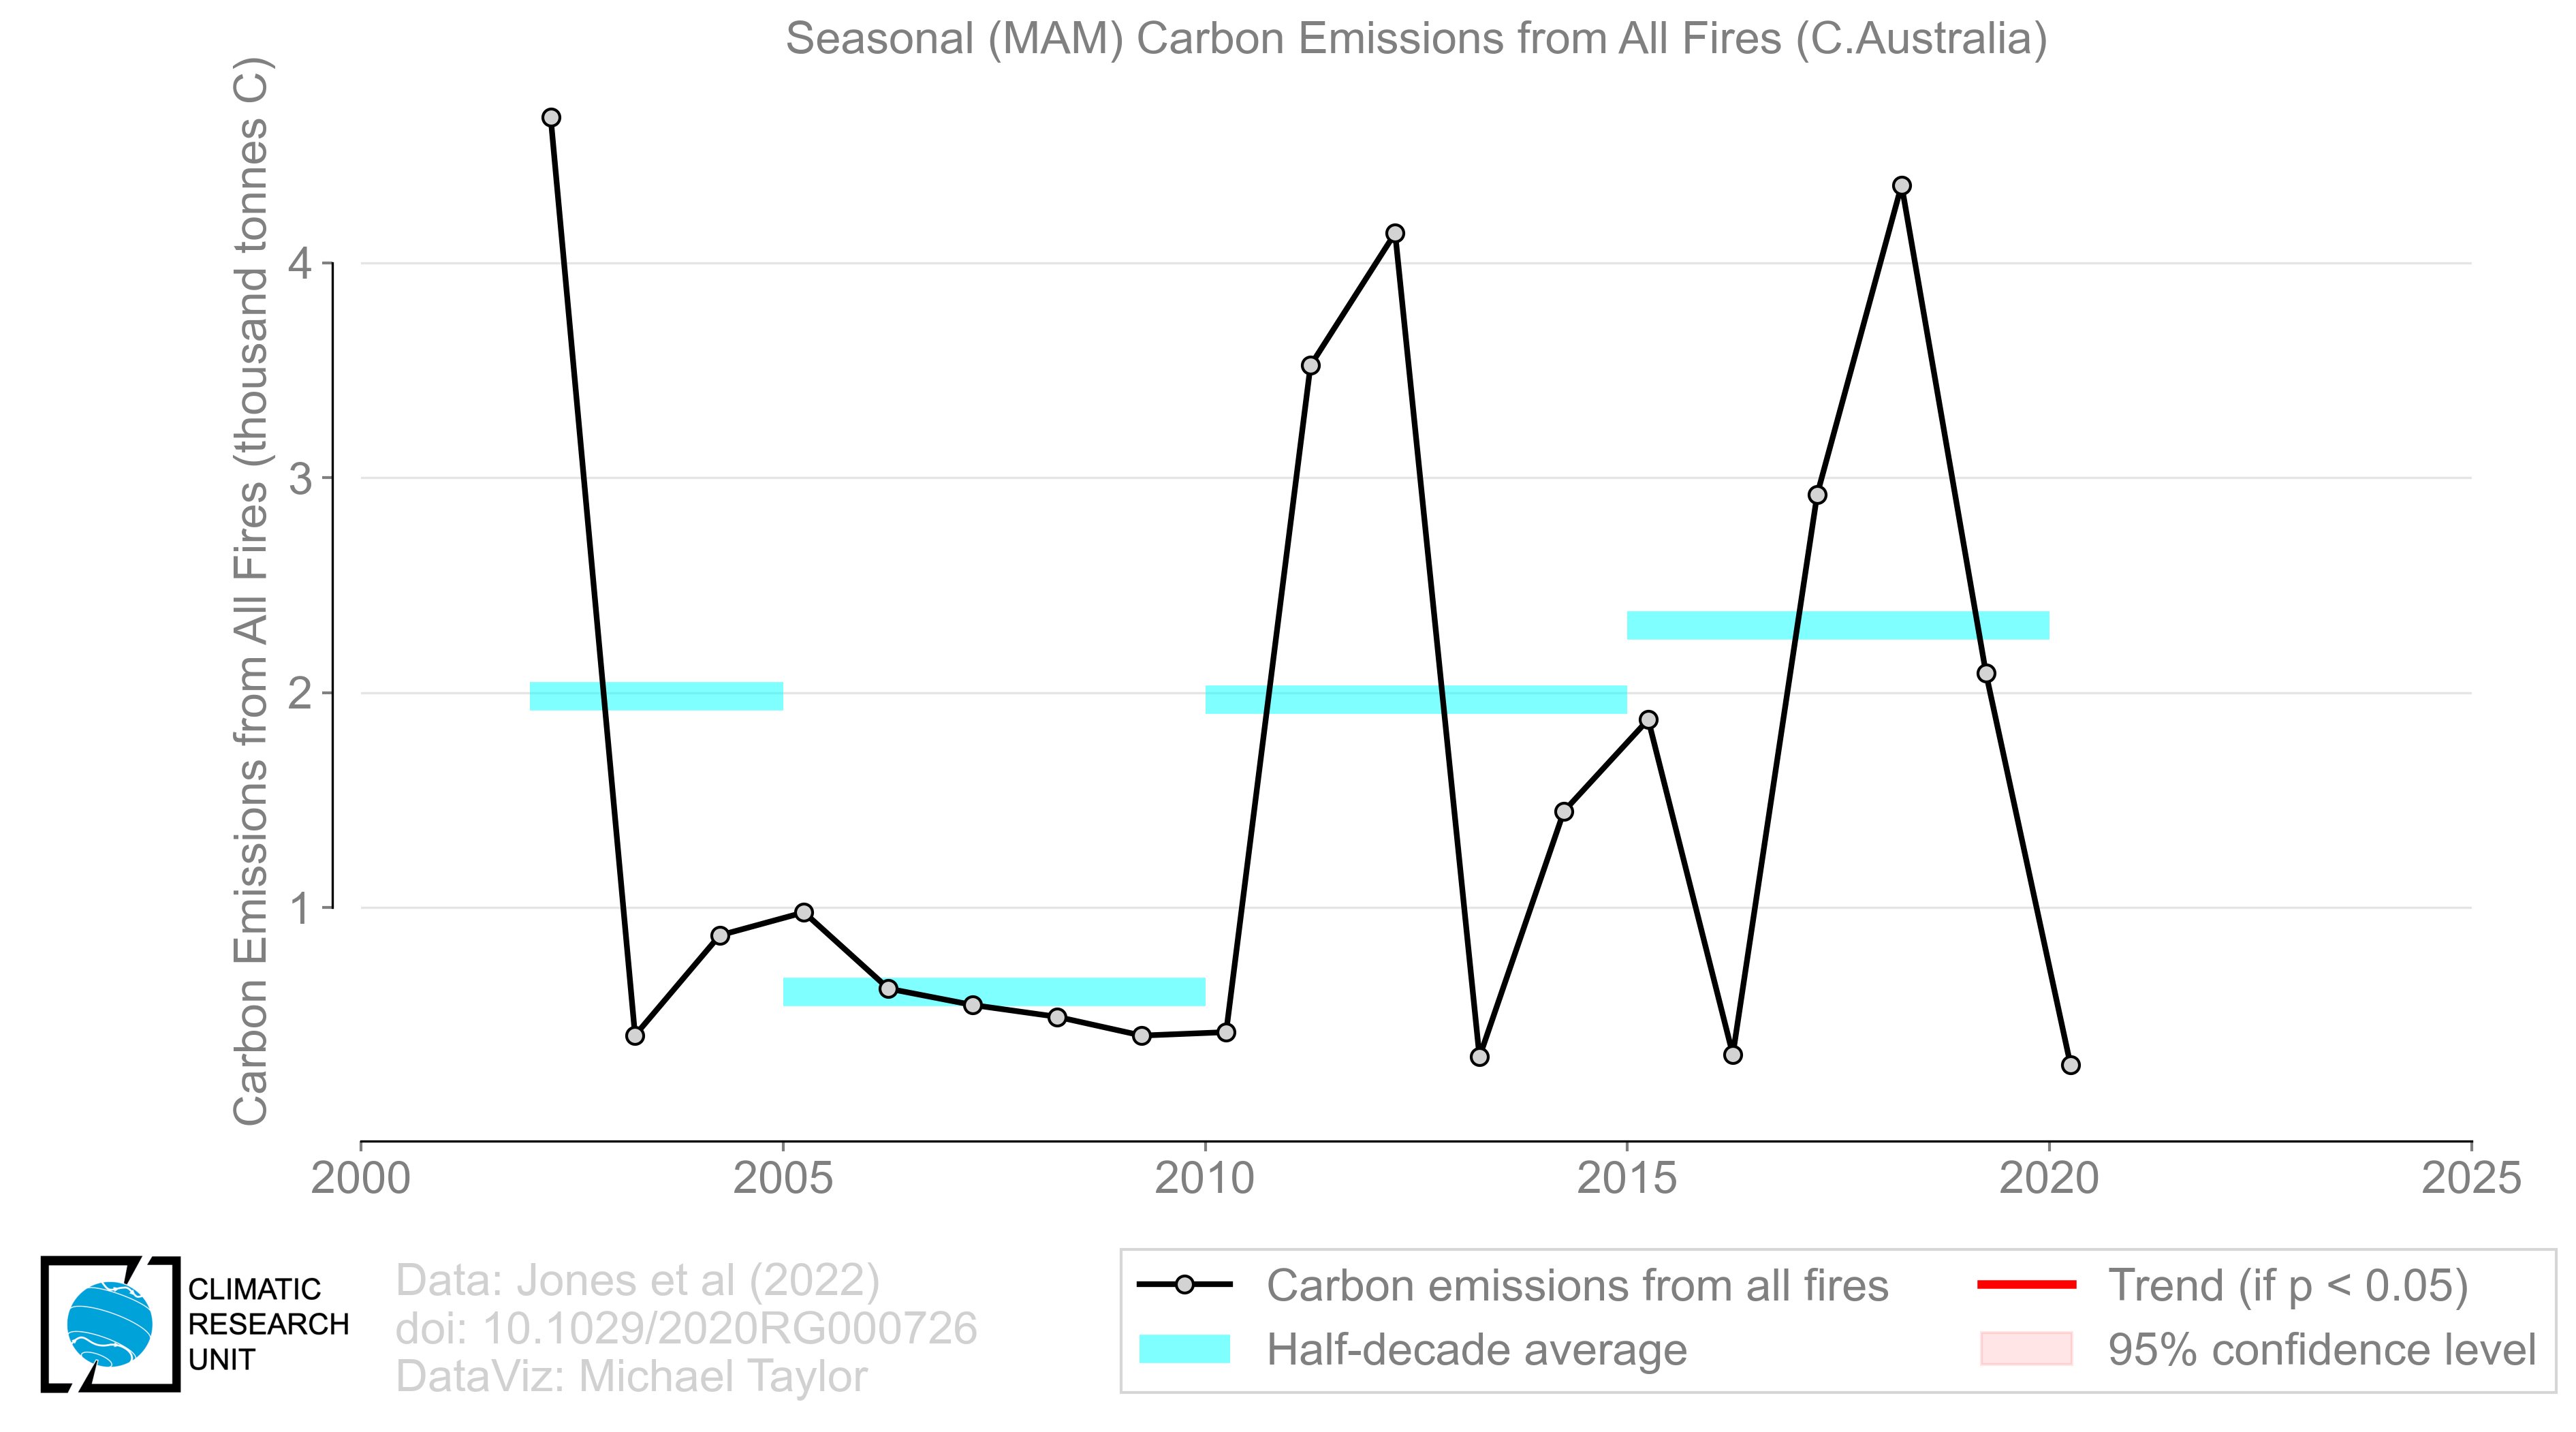 Seasonal (MAM) Carbon Emissions from All Fires (C.Australia)
Carbon Emissions from All Fires (thousand tonnes C)
4
3
2
1
2000 2005 2010 2015 2020 2025
CLIMATIC
RESEARCH
UNIT
Data: Jones et al (2022)
doi: 10.1029/2020RG000726
DataViz: Michael Taylor
Carbon emissions from all fires
Half-decade average
Trend (if p < 0.05)
95% confidence level